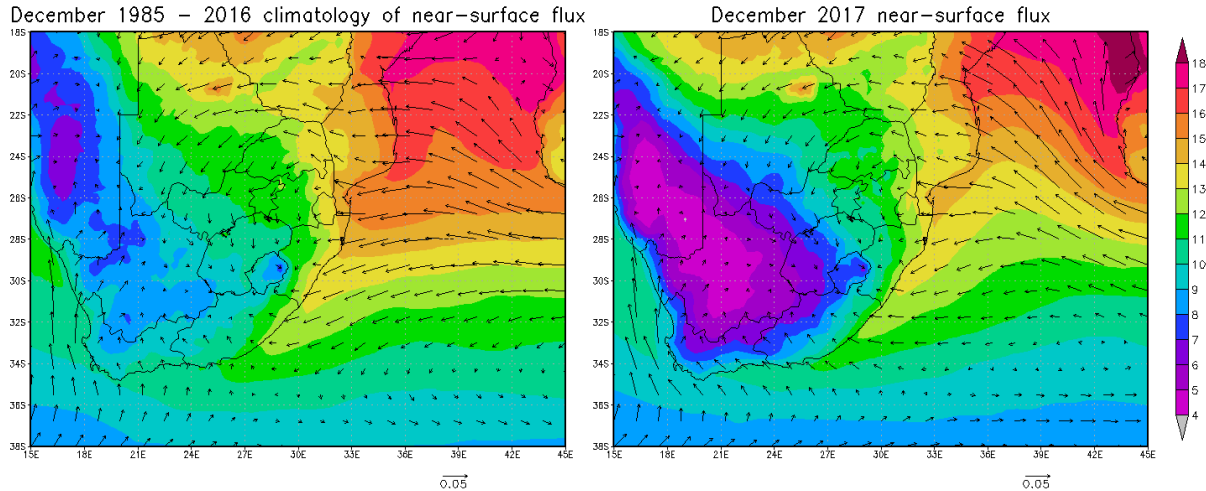 December 1985 – 2016 climatology of near-surface flux
18S
20S
22S
24S
26S
28S
30S
32S
34S
36S
38S
15E 18E 21E 24E 27E 30E 33E 36E 39E 42E 45E
0.05
December 2017 near-surface flux
18S
20S
22S
24S
26S
28S
30S
32S
34S
36S
38S
15E 18E 21E 24E 27E 30E 33E 36E 39E 42E 45E
0.05
18
17
16
15
14
13
12
11
10
9
8
7
6
5
4